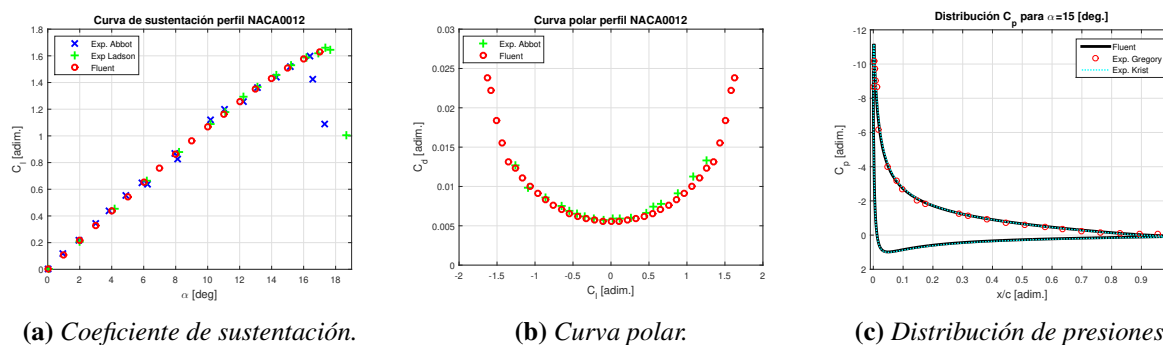 Curva de sustentación perfil NACA0012
1.8
1.6
1.4
1.2
1
0.8
0.6
0.4
0.2
0
C_l [adim.]
Exp. Abbot
Exp Ladson
Fluent
0 2 4 6 8 10 12 14 16 18
α [deg]
(a) Coeficiente de sustentación.
Curva polar perfil NACA0012
0.03
0.025
0.02
0.015
0.01
0.005
0
C_d [adim.]
Exp. Abbot
Fluent
-2 -1.5 -1 -0.5 0 0.5 1 1.5 2
C_l [adim.]
(b) Curva polar.
Distribución C_p para α=15 [deg.]
-12
-10
-8
-6
-4
-2
0
2
C_p [adim.]
Fluent
Exp. Gregory
Exp. Krist
0 0.1 0.2 0.3 0.4 0.5 0.6 0.7 0.8 0.9
x/c [adim.]
(c) Distribución de presiones